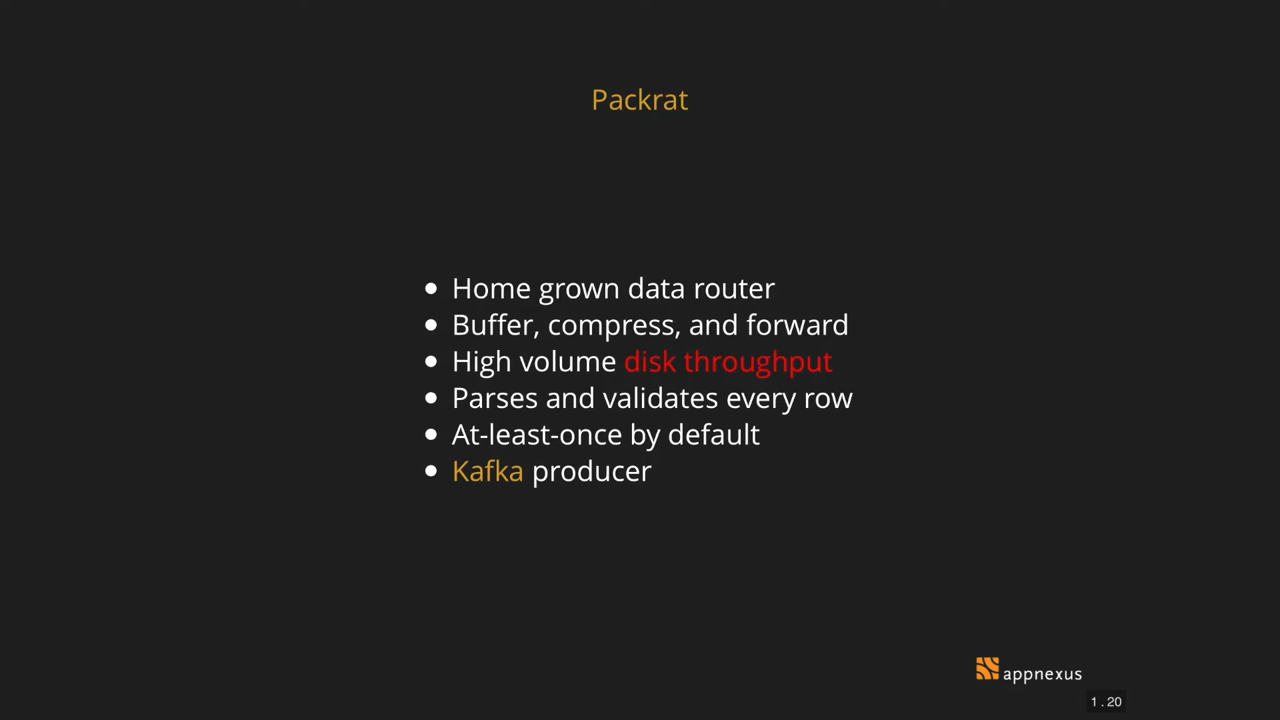 Packrat
• Home grown data router
• Buffer, compress, and forward
• High volume disk throughput
• Parses and validates every row
• At-least-once by default
• Kafka producer
appnexus
1 . 20